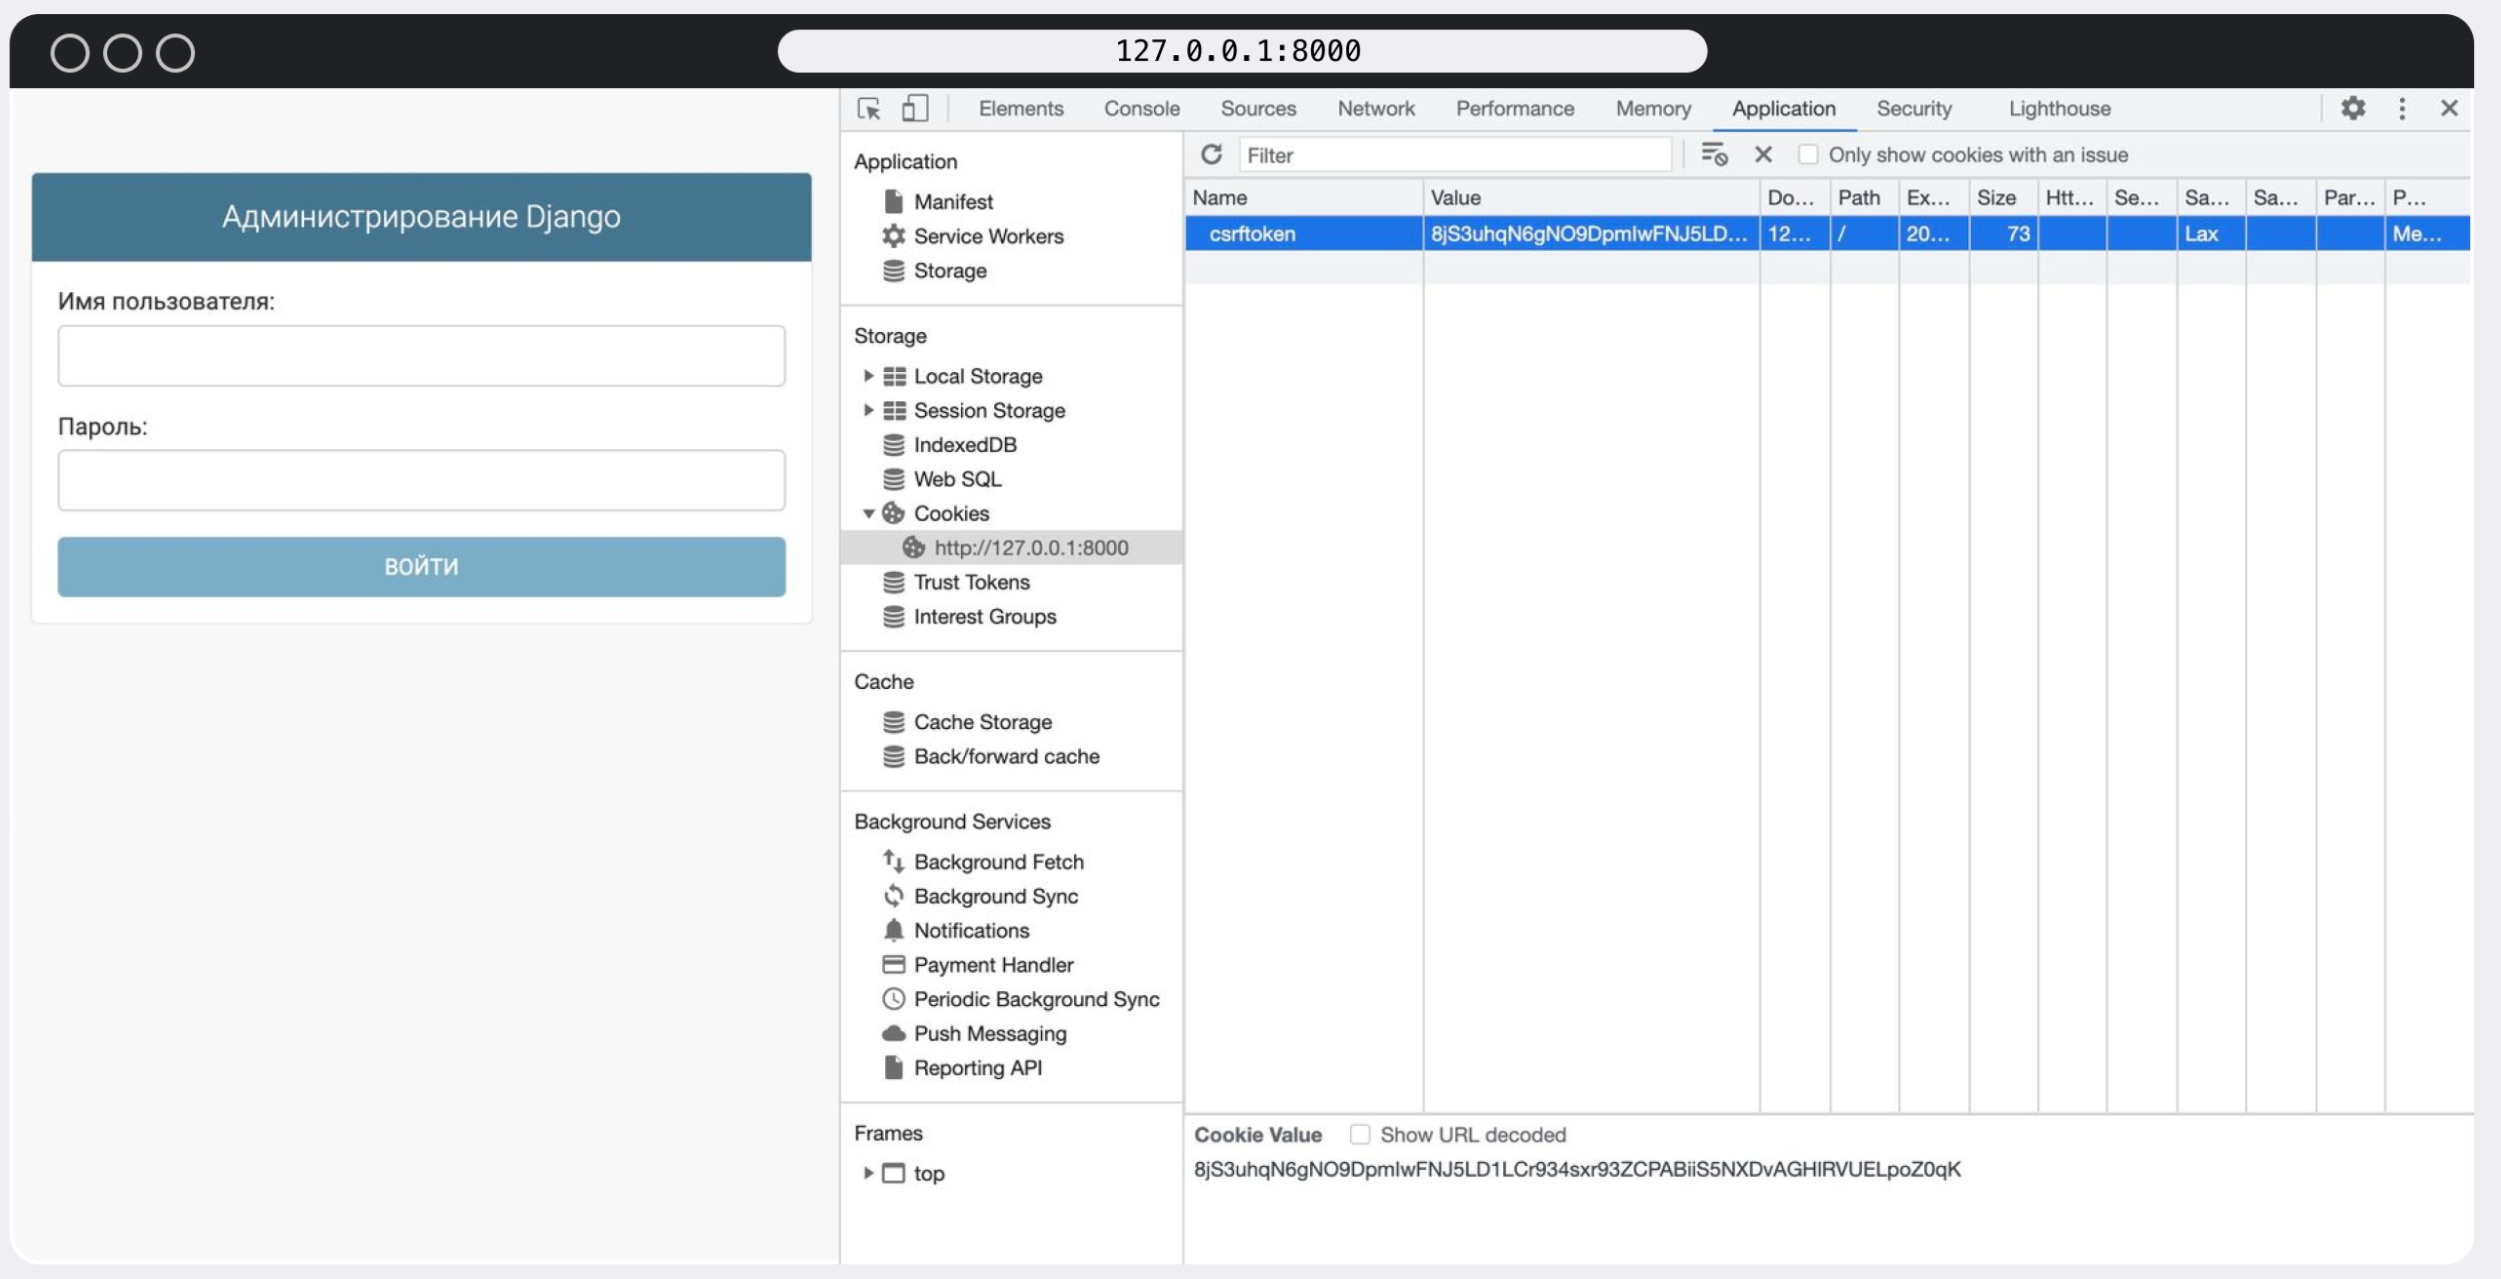 127.0.0.1:8000
Администрирование Django
Имя пользователя:
Пароль:
ВОЙТИ
Elements Console Sources Network Performance Memory Application Security Lighthouse
Application
Manifest
Service Workers
Storage
Storage
Local Storage
Session Storage
IndexedDB
Web SQL
Cookies
http://127.0.0.1:8000
Trust Tokens
Interest Groups
Cache
Cache Storage
Back/forward cache
Background Services
Background Fetch
Background Sync
Notifications
Payment Handler
Periodic Background Sync
Push Messaging
Reporting API
Frames
top
Filter Only show cookies with an issue
Name Value Do... Path Ex... Size Htt... Se... Sa... Sa... Par... P...
csrftoken 8jS3uhqN6gNO9DpmIwFNJ5LD... 12... / 20... 73 Lax Me...
Cookie Value Show URL decoded
8jS3uhqN6gNO9DpmIwFNJ5LD1LCr934sxr93ZCPABiiS5NXDvAGHIRVUELpoZ0qK